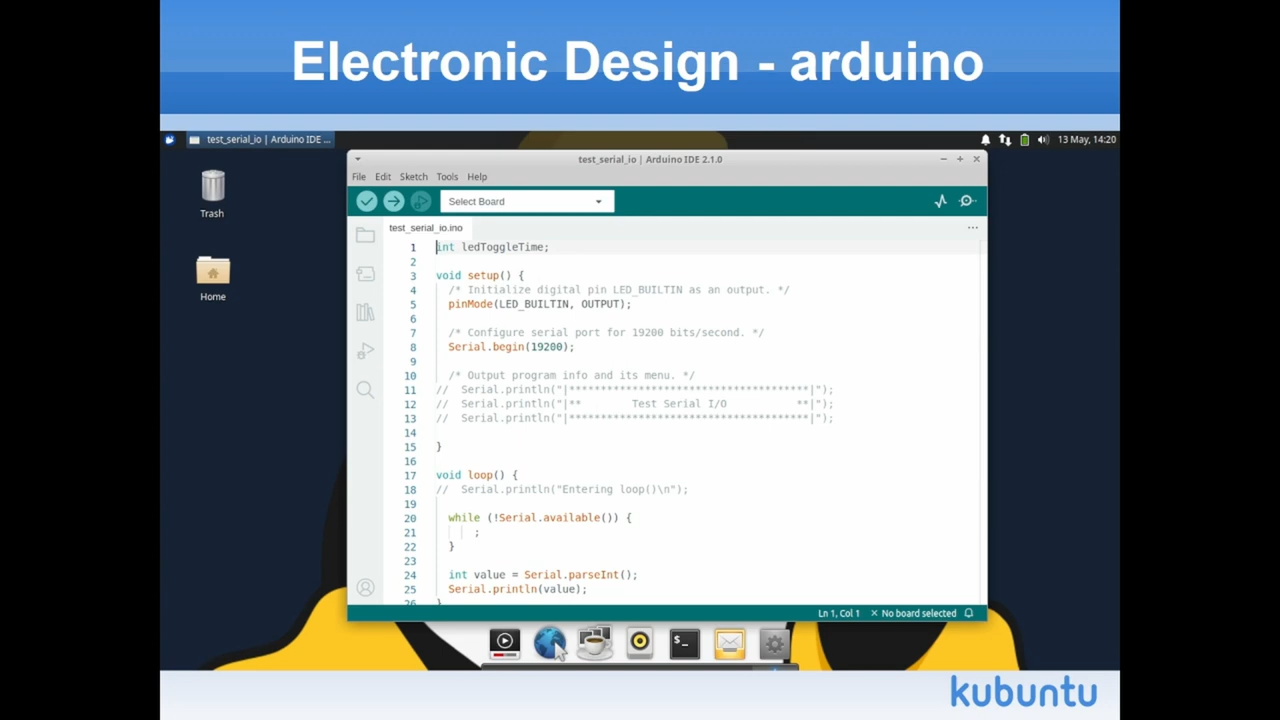 Electronic Design - arduino
test_serial_io | Arduino IDE ...
13 May, 14:20
Trash
Home
test_serial_io | Arduino IDE 2.1.0
File Edit Sketch Tools Help
Select Board
test_serial_io.ino
...
1 int ledToggleTime;
2
3 void setup() {
4 /* Initialize digital pin LED_BUILTIN as an output. */
5 pinMode(LED_BUILTIN, OUTPUT);
6
7 /* Configure serial port for 19200 bits/second. */
8 Serial.begin(19200);
9
10 /* Output program info and its menu. */
11 //  Serial.println("|**************************************|");
12 //  Serial.println("|**        Test Serial I/O           **|");
13 //  Serial.println("|**************************************|");
14
15 }
16
17 void loop() {
18 //  Serial.println("Entering loop()\n");
19
20 while (!Serial.available()) {
21 ;
22 }
23
24 int value = Serial.parseInt();
25 Serial.println(value);
26 }
Ln 1, Col 1 × No board selected
$_
kubuntu